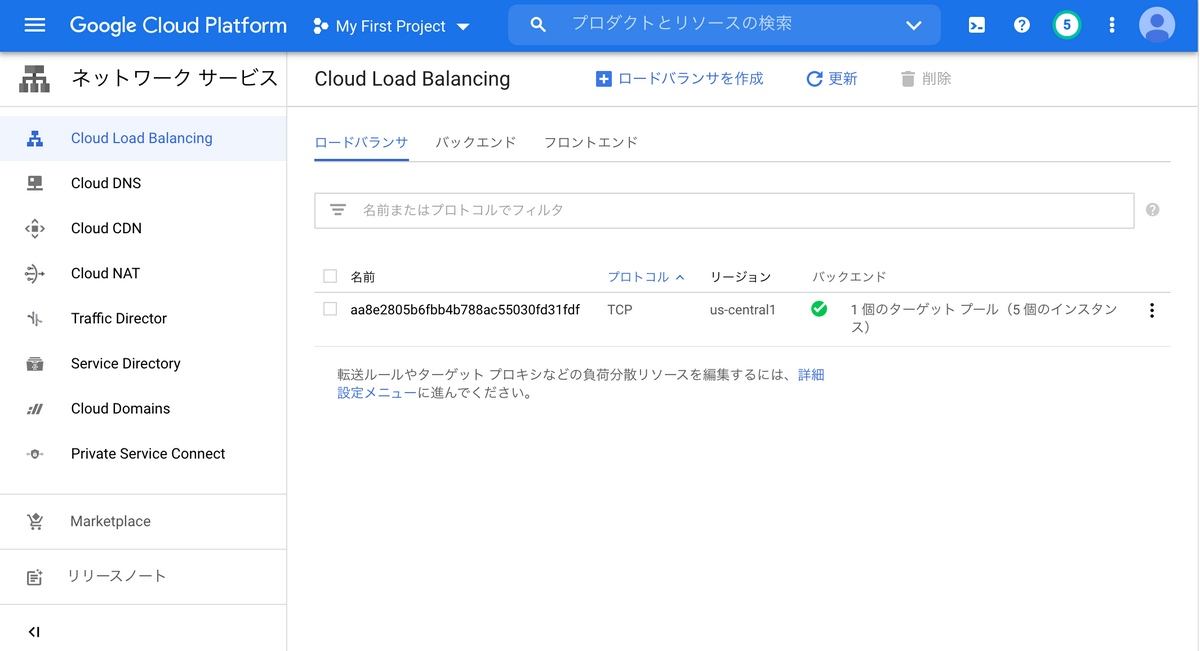 Google Cloud Platform
My First Project
プロダクトとリソースの検索
5
ネットワーク サービス
Cloud Load Balancing
ロードバランサを作成
更新
削除
Cloud Load Balancing
Cloud DNS
Cloud CDN
Cloud NAT
Traffic Director
Service Directory
Cloud Domains
Private Service Connect
Marketplace
リリースノート
ロードバランサ
バックエンド
フロントエンド
名前またはプロトコルでフィルタ
名前
プロトコル
リージョン
バックエンド
aa8e2805b6fbb4b788ac55030fd31fdf
TCP
us-central1
1 個のターゲット プール（5 個のインスタン
ス）
転送ルールやターゲット プロキシなどの負荷分散リソースを編集するには、詳細
設定メニューに進んでください。